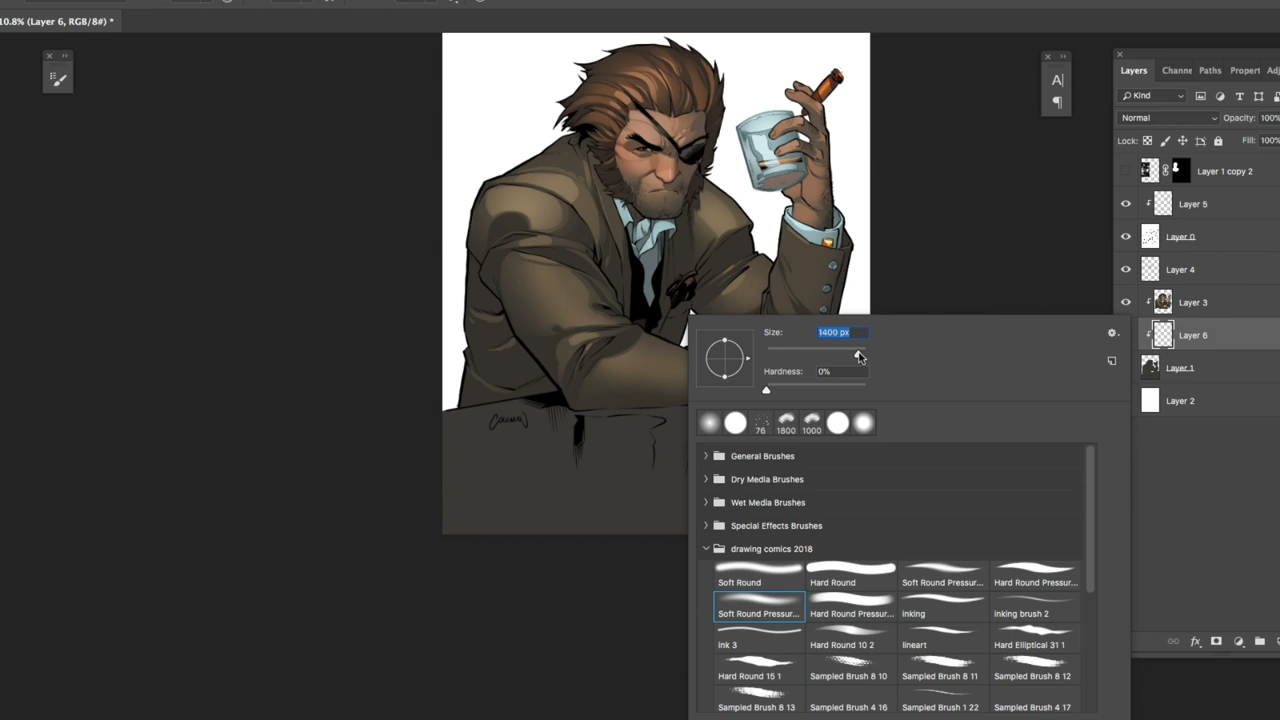 10.8% (Layer 6, RGB/8#) *
Layers Channe Paths Propert Adj
Kind
Normal Opacity: 100%
Lock: Fill: 100%
Layer 1 copy 2
Layer 5
Layer 0
Layer 4
Layer 3
Layer 6
Layer 1
Layer 2
Size: 1400 px
Hardness: 0%
76 1800 1000
General Brushes
Dry Media Brushes
Wet Media Brushes
Special Effects Brushes
drawing comics 2018
Soft Round Hard Round Soft Round Pressur... Hard Round Pressur...
Soft Round Pressur... Hard Round Pressur... inking inking brush 2
ink 3 Hard Round 10 2 lineart Hard Elliptical 31 1
Hard Round 15 1 Sampled Brush 8 10 Sampled Brush 8 11 Sampled Brush 8 12
Sampled Brush 8 13 Sampled Brush 4 16 Sampled Brush 1 22 Sampled Brush 4 17